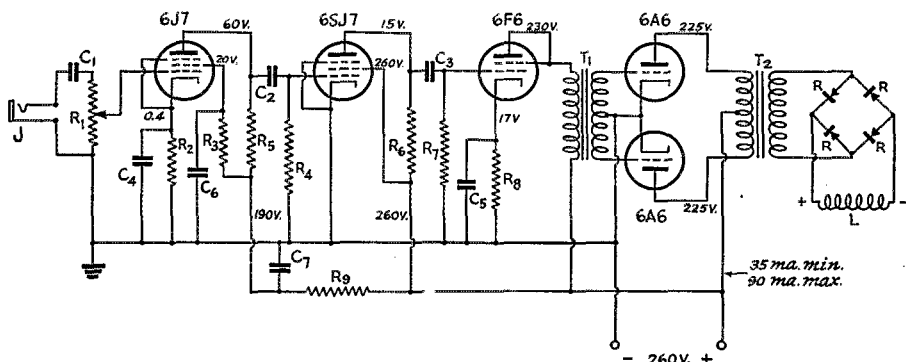 6J7
60V.
6SJ7
15V.
6F6
230V.
6A6
225V.
C1
20V.
C2
260V.
C3
T1
T2
J
R1
0.4
R2
R3
R5
R4
R6
R7
17V
R8
R
R
R
R
C4
C6
C5
6A6
225V.
+
L
-
190V.
260V.
C7
R9
35 ma. min.
90 ma. max.
- 260V. +